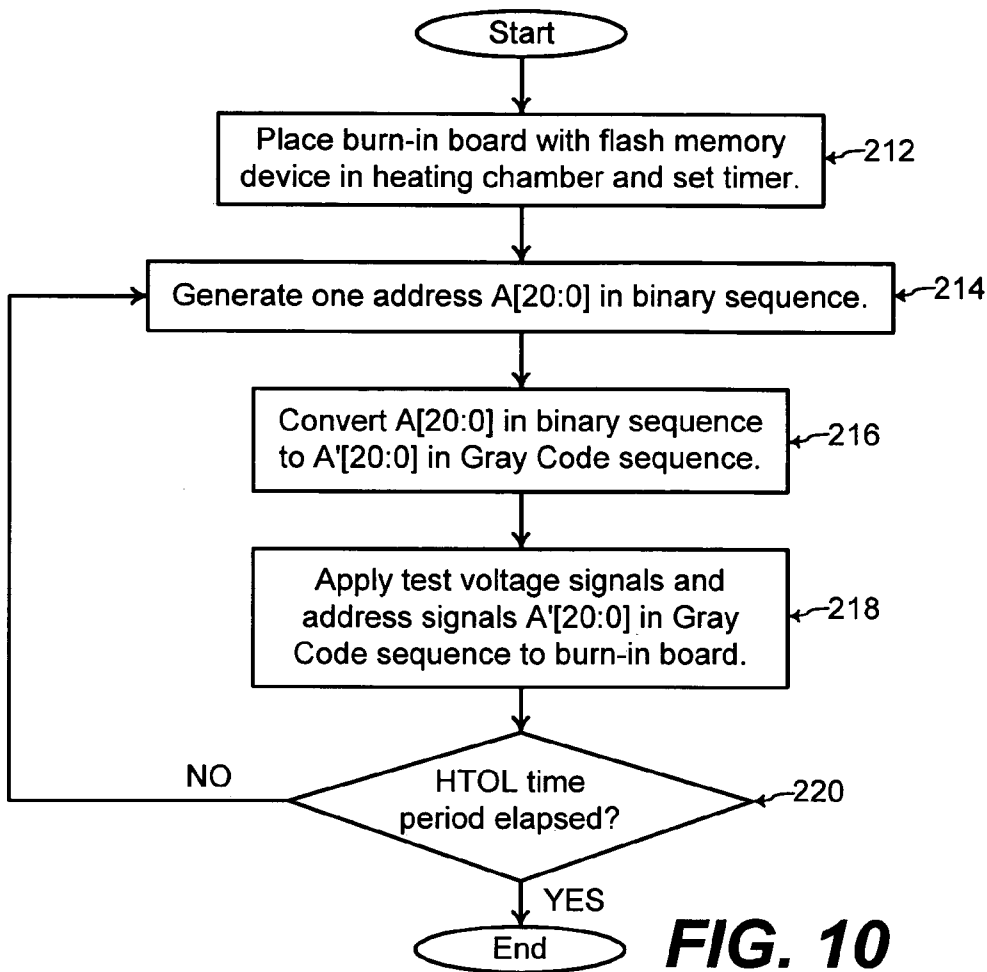 Start
Place burn-in board with flash memory
device in heating chamber and set timer.
212
Generate one address A[20:0] in binary sequence.
214
Convert A[20:0] in binary sequence
to A'[20:0] in Gray Code sequence.
216
Apply test voltage signals and
address signals A'[20:0] in Gray
Code sequence to burn-in board.
218
NO
HTOL time
period elapsed?
220
YES
End
FIG. 10